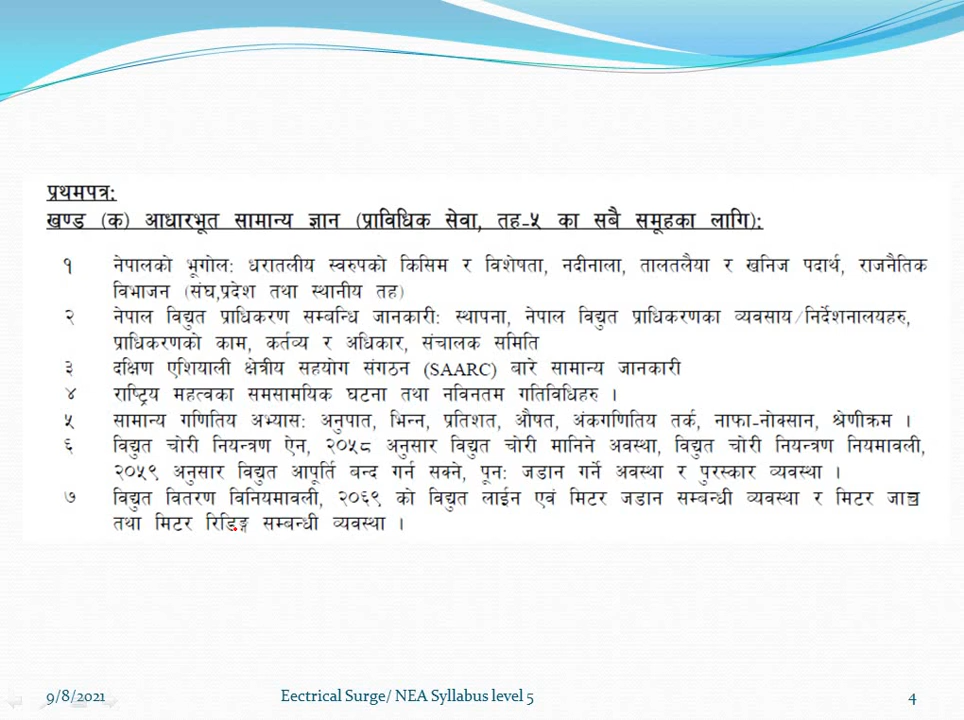 प्रथमपत्र:
खण्ड (क) आधारभूत सामान्य ज्ञान (प्राविधिक सेवा, तह-५ का सबै समूहका लागि):
१ नेपालको भूगोल: धरातलीय स्वरुपको किसिम र विशेषता, नदीनाला, तालतलैया र खनिज पदार्थ, राजनैतिक
विभाजन (संघ,प्रदेश तथा स्थानीय तह)
२ नेपाल विद्युत प्राधिकरण सम्बन्धि जानकारी: स्थापना, नेपाल विद्युत प्राधिकरणका व्यवसाय/निर्देशनालयहरु,
प्राधिकरणको काम, कर्तव्य र अधिकार, संचालक समिति
३ दक्षिण एशियाली क्षेत्रीय सहयोग संगठन (SAARC) बारे सामान्य जानकारी
४ राष्ट्रिय महत्वका समसामयिक घटना तथा नविनतम गतिविधिहरु ।
५ सामान्य गणितिय अभ्यास: अनुपात, भिन्न, प्रतिशत, औषत, अंकगणितिय तर्क, नाफा-नोक्सान, श्रेणीक्रम ।
६ विद्युत चोरी नियन्त्रण ऐन, २०५८ अनुसार विद्युत चोरी मानिने अवस्था, विद्युत चोरी नियन्त्रण नियमावली,
२०५९ अनुसार विद्युत आपूर्ति बन्द गर्न सक्ने, पून: जडान गर्ने अवस्था र पुरस्कार व्यवस्था ।
७ विद्युत वितरण विनियमावली, २०६९ को विद्युत लाईन एवं मिटर जडान सम्बन्धी व्यवस्था र मिटर जाञ्च
तथा मिटर रिडिङ्ग सम्बन्धी व्यवस्था ।
9/8/2021 Eectrical Surge/ NEA Syllabus level 5 4